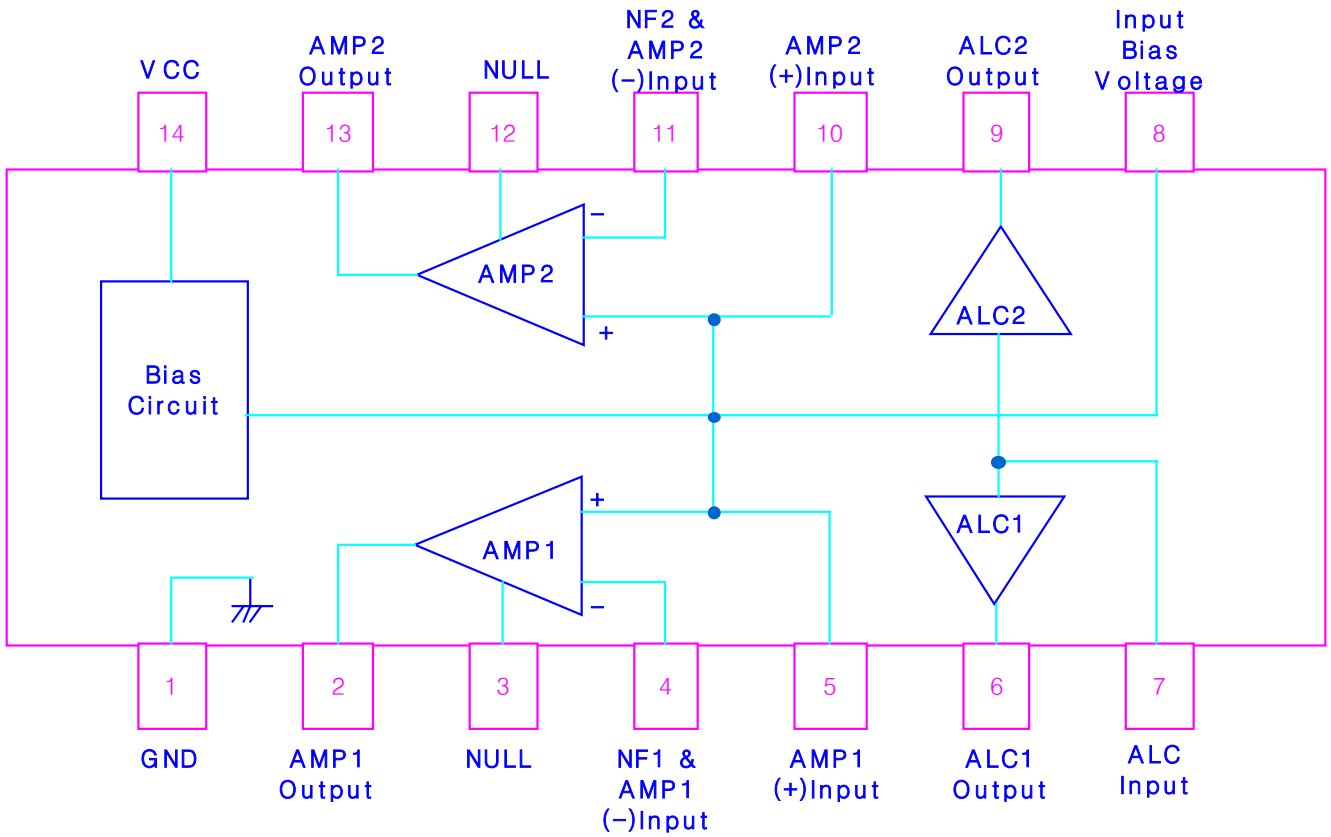 VCC
AMP2
Output
NULL
NF2 &
AMP2
(-)Input
AMP2
(+)Input
ALC2
Output
Input
Bias
Voltage
14
13
12
11
10
9
8
-
AMP2
+
ALC2
Bias
Circuit
+
AMP1
-
ALC1
1
2
3
4
5
6
7
GND
AMP1
Output
NULL
NF1 &
AMP1
(-)Input
AMP1
(+)Input
ALC1
Output
ALC
Input